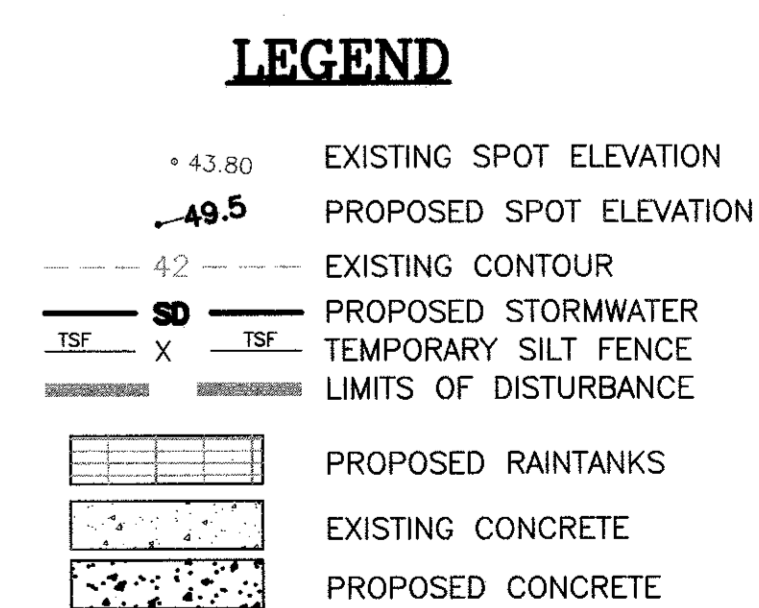 LEGEND
43.80 EXISTING SPOT ELEVATION
49.5 PROPOSED SPOT ELEVATION
42 EXISTING CONTOUR
SD PROPOSED STORMWATER
TSF X TSF TEMPORARY SILT FENCE
LIMITS OF DISTURBANCE
PROPOSED RAINTANKS
EXISTING CONCRETE
PROPOSED CONCRETE